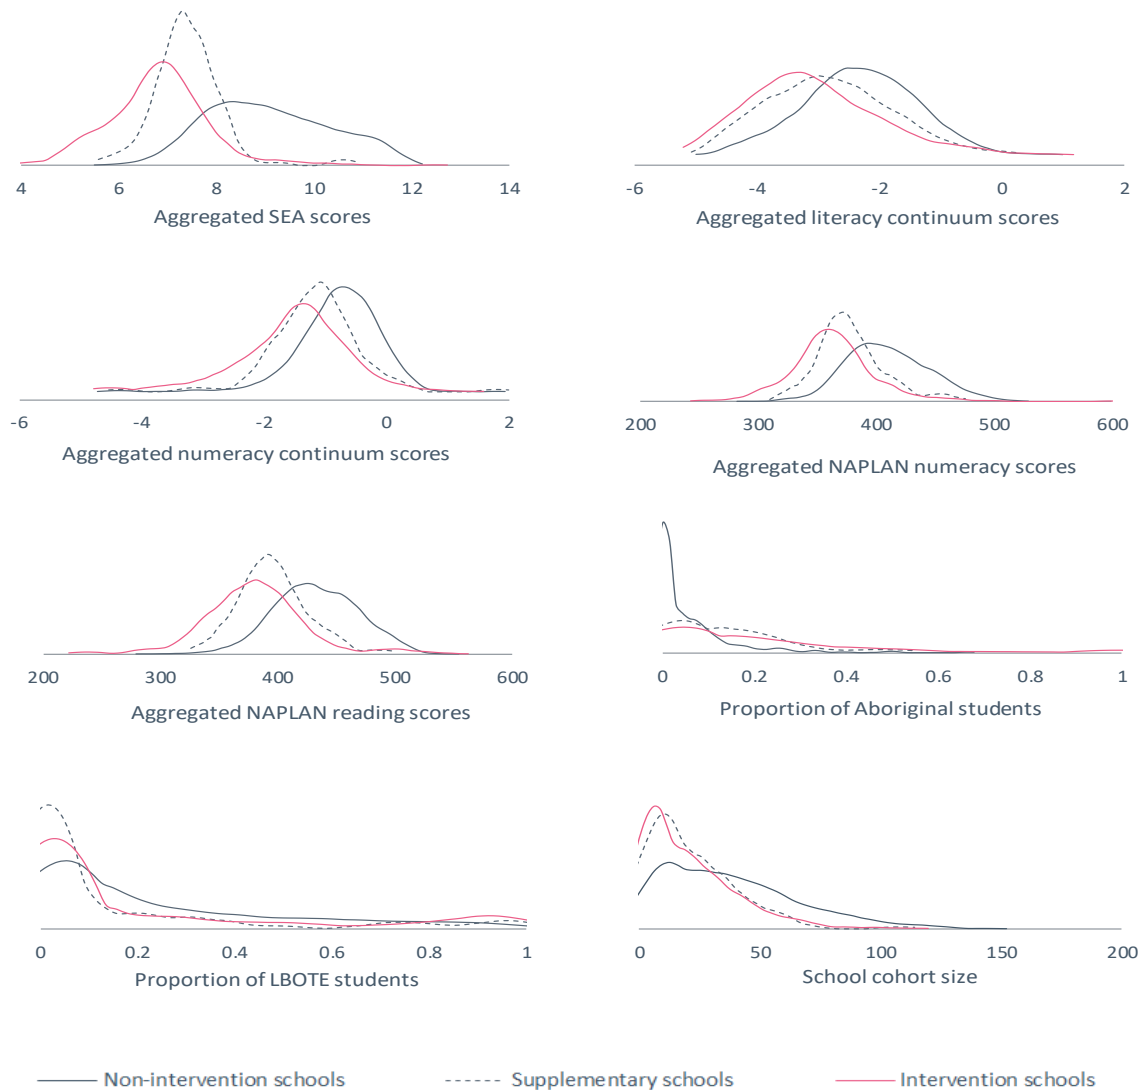 4 6 8 10 12 14
Aggregated SEA scores
-6 -4 -2 0 2
Aggregated literacy continuum scores
-6 -4 -2 0 2
Aggregated numeracy continuum scores
200 300 400 500 600
Aggregated NAPLAN numeracy scores
200 300 400 500 600
Aggregated NAPLAN reading scores
0 0.2 0.4 0.6 0.8 1
Proportion of Aboriginal students
0 0.2 0.4 0.6 0.8 1
Proportion of LBOTE students
0 50 100 150 200
School cohort size
Non-intervention schools Supplementary schools Intervention schools